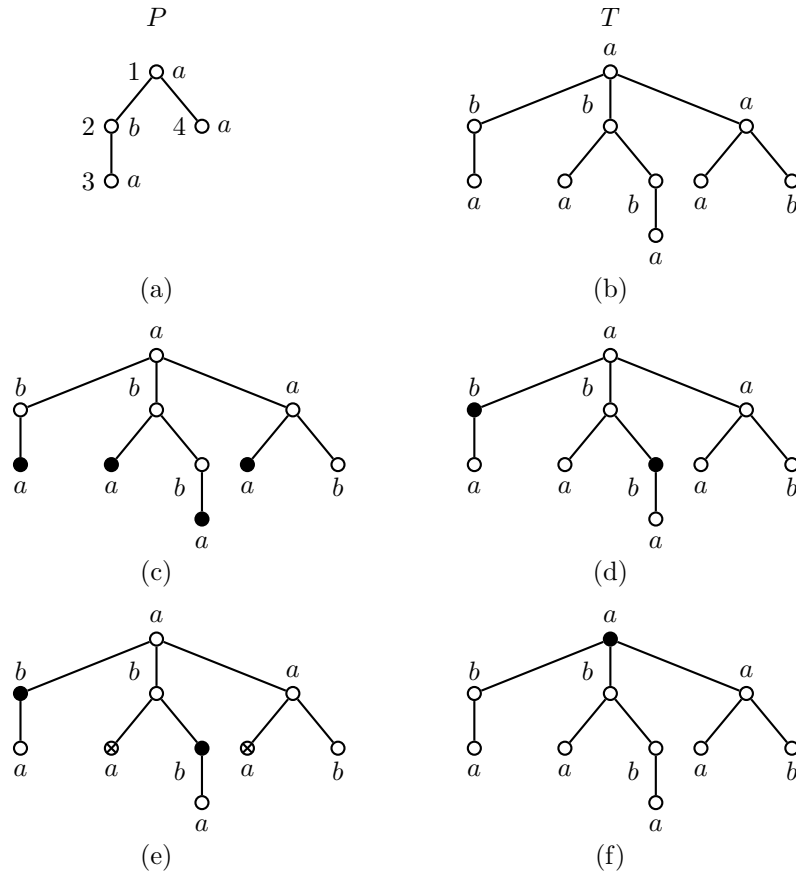 P T
a
1 a
b b a
2 b 4 a
3 a
a a b a b
a
(a) (b)
a a
b b a b b a
a a b a b a a b a b
a a
(c) (d)
a a
b b a b b a
a a b a b a a b a b
a a
(e) (f)